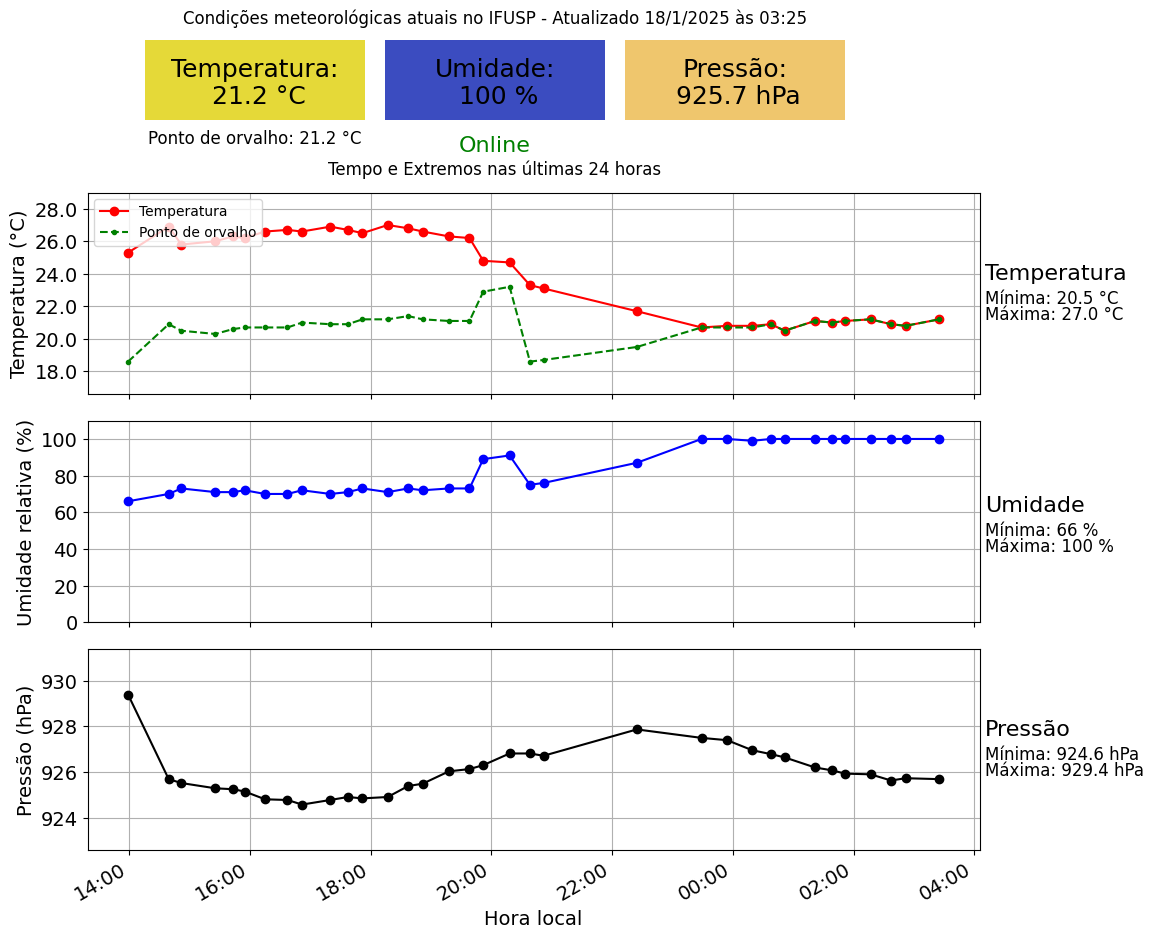 Condições meteorológicas atuais no IFUSP - Atualizado 18/1/2025 às 03:25
Temperatura:
21.2 °C
Umidade:
100 %
Pressão:
925.7 hPa
Ponto de orvalho: 21.2 °C
Online
Tempo e Extremos nas últimas 24 horas
Temperatura (°C)
28.0
26.0
24.0
22.0
20.0
18.0
Temperatura
Ponto de orvalho
Temperatura
Mínima: 20.5 °C
Máxima: 27.0 °C
Umidade relativa (%)
100
80
60
40
20
0
Umidade
Mínima: 66 %
Máxima: 100 %
Pressão (hPa)
930
928
926
924
Pressão
Mínima: 924.6 hPa
Máxima: 929.4 hPa
14:00 16:00 18:00 20:00 22:00 00:00 02:00 04:00
Hora local